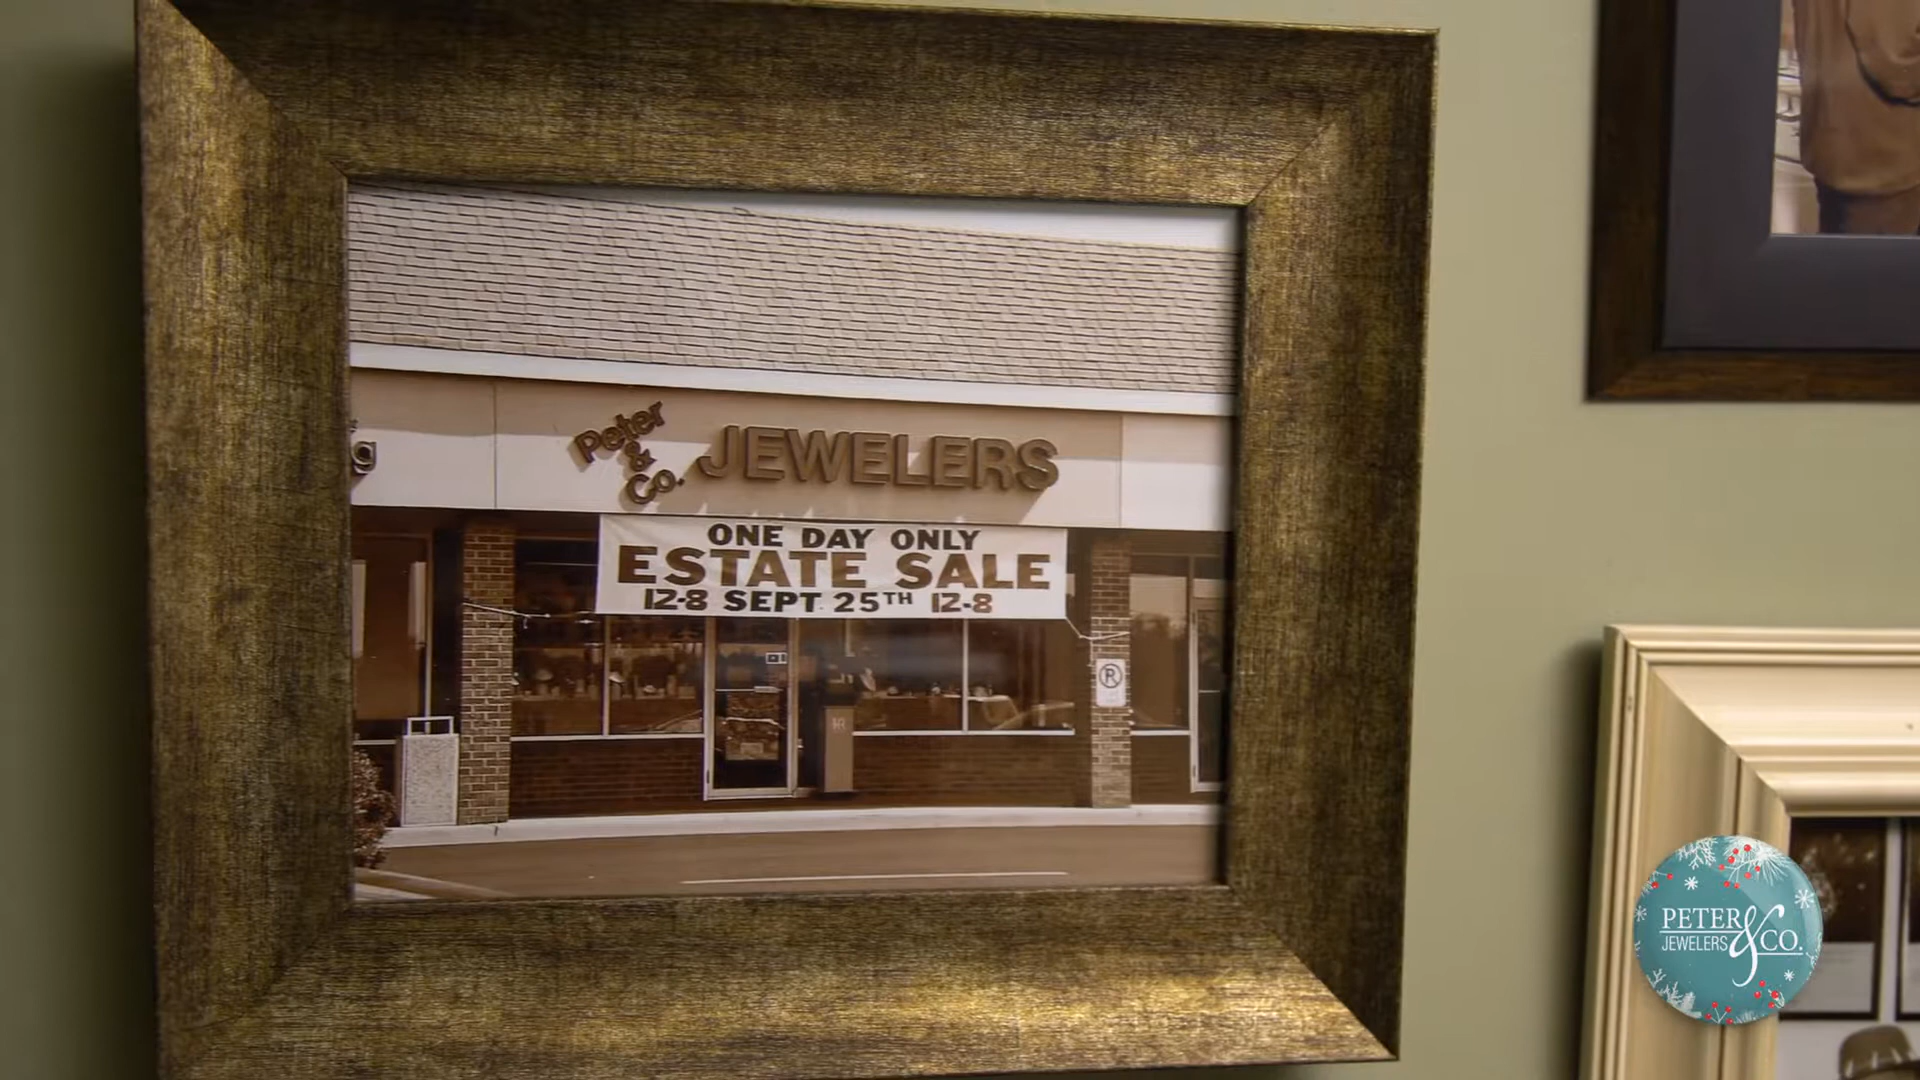 g
Peter
&
Co.
JEWELERS
ONE DAY ONLY
ESTATE SALE
12-8 SEPT. 25TH 12-8
PETER & CO.
JEWELERS